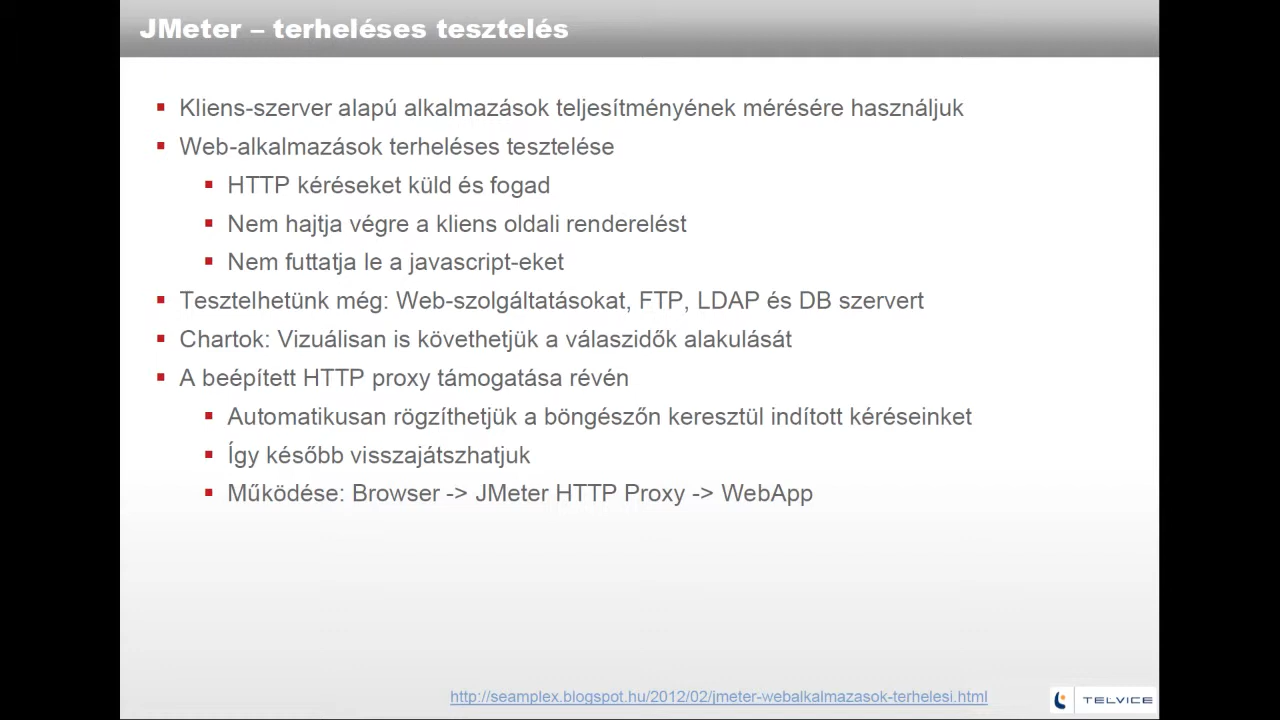 JMeter – terheléses tesztelés
Kliens-szerver alapú alkalmazások teljesítményének mérésére használjuk
Web-alkalmazások terheléses tesztelése
HTTP kéréseket küld és fogad
Nem hajtja végre a kliens oldali renderelést
Nem futtatja le a javascript-eket
Tesztelhetünk még: Web-szolgáltatásokat, FTP, LDAP és DB szervert
Chartok: Vizuálisan is követhetjük a válaszidők alakulását
A beépített HTTP proxy támogatása révén
Automatikusan rögzíthetjük a böngészőn keresztül indított kéréseinket
Így később visszajátszhatjuk
Működése: Browser -> JMeter HTTP Proxy -> WebApp
http://seamplex.blogspot.hu/2012/02/jmeter-webalkalmazasok-terhelesi.html
TELVICE